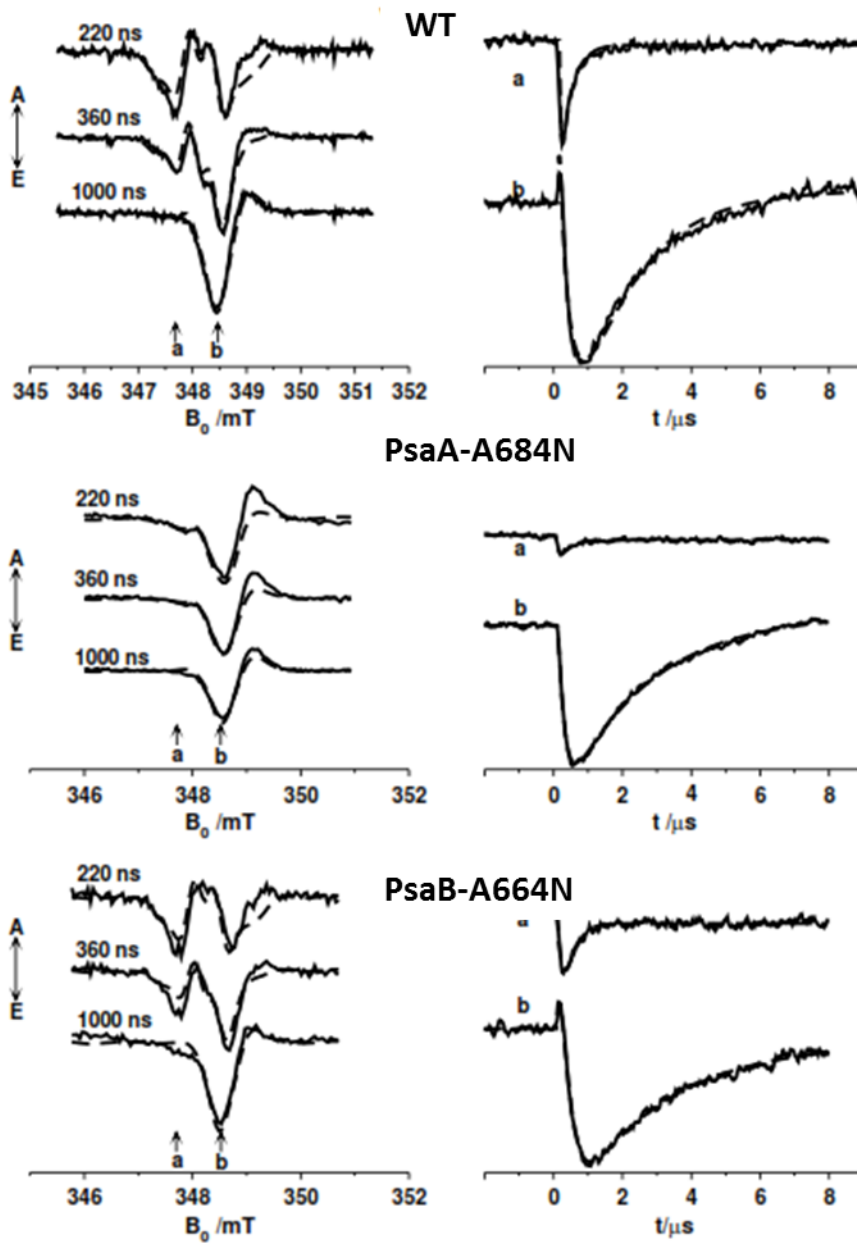 WT
220 ns
A
360 ns
E
1000 ns
a
b
345 346 347 348 349 350 351 352
B0 /mT
a
b
0 2 4 6 8
t /μs
PsaA-A684N
220 ns
A
360 ns
E
1000 ns
a
b
346 348 350 352
B0 /mT
a
b
0 2 4 6 8
t /μs
PsaB-A664N
220 ns
A
360 ns
E
1000 ns
a
b
346 348 350 352
B0 /mT
b
0 2 4 6 8
t/μs